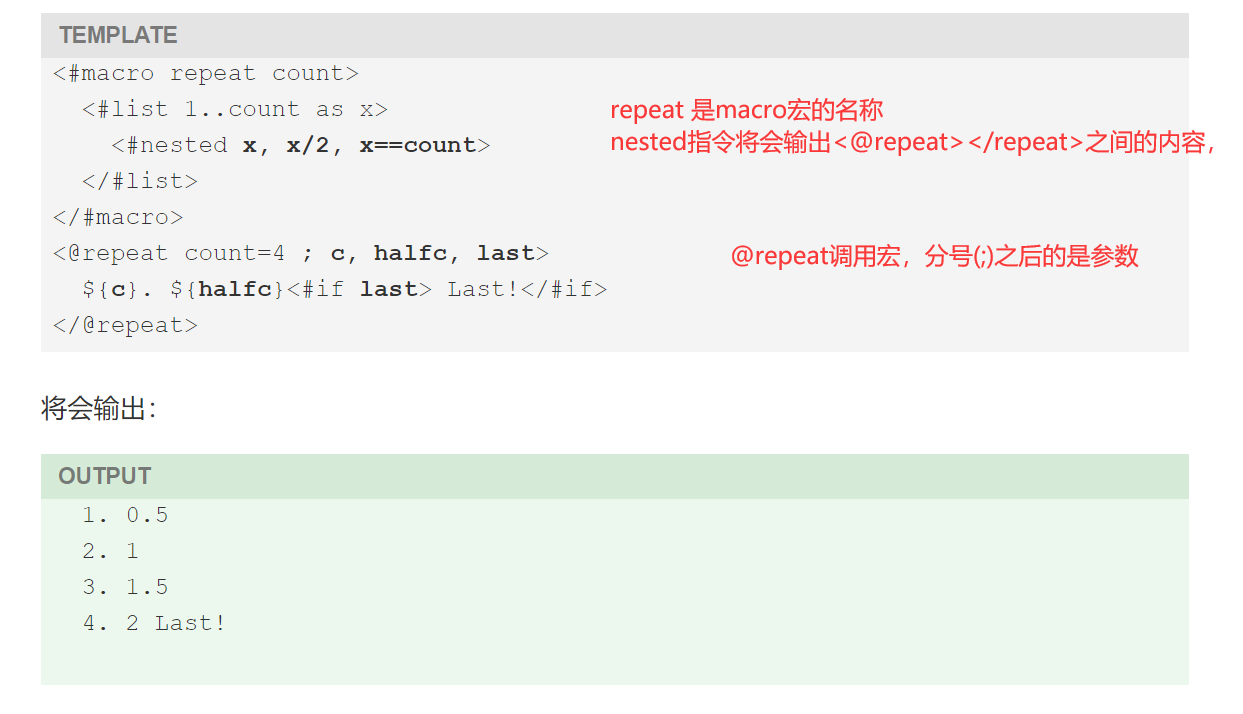 TEMPLATE
<#macro repeat count>
<#list 1..count as x>
repeat 是macro宏的名称
<#nested x, x/2, x==count>
nested指令将会输出<@repeat></repeat>之间的内容，
</#list>
</#macro>
<@repeat count=4 ; c, halfc, last>
@repeat调用宏，分号(;)之后的是参数
${c}. ${halfc}<#if last> Last!</#if>
</@repeat>
将会输出：
OUTPUT
1. 0.5
2. 1
3. 1.5
4. 2 Last!